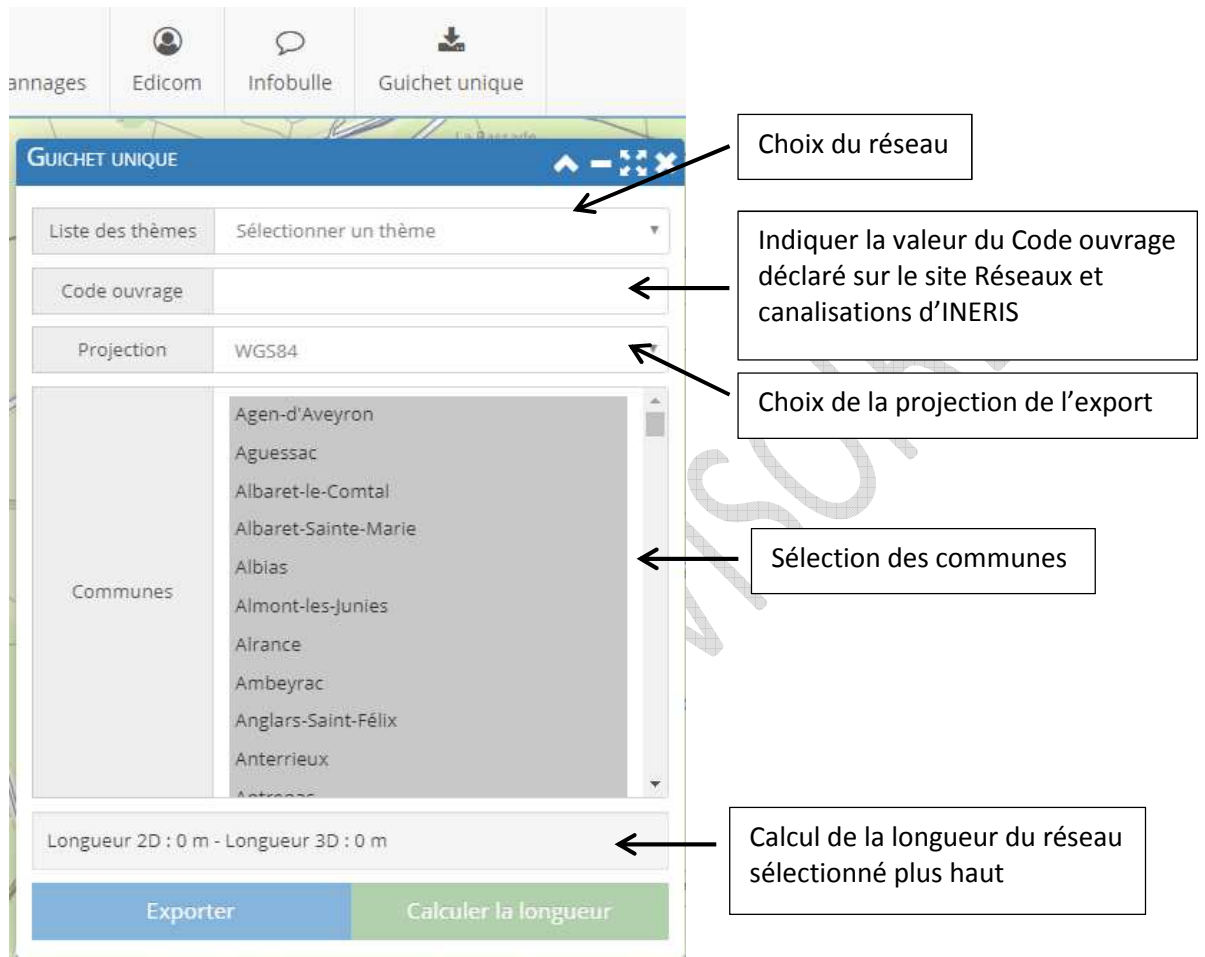 annages
Edicom
Infobulle
Guichet unique
GUICHET UNIQUE
Choix du réseau
Liste des thèmes
Sélectionner un thème
Indiquer la valeur du Code ouvrage
déclaré sur le site Réseaux et
canalisations d’INERIS
Code ouvrage
Projection
WGS84
Choix de la projection de l’export
Communes
Agen-d'Aveyron
Aguessac
Albaret-le-Comtal
Albaret-Sainte-Marie
Albias
Almont-les-Junies
Alrance
Ambeyrac
Anglars-Saint-Félix
Anterrieux
Sélection des communes
Longueur 2D : 0 m - Longueur 3D : 0 m
Calcul de la longueur du réseau
sélectionné plus haut
Exporter
Calculer la longueur